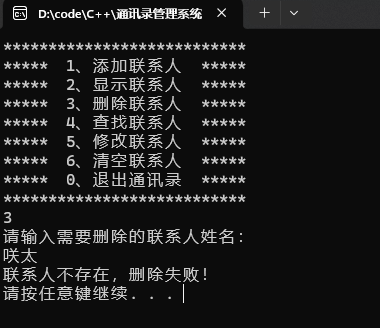 D:\code\C++\通讯录管理系统
***************************
*****  1、添加联系人  *****
*****  2、显示联系人  *****
*****  3、删除联系人  *****
*****  4、查找联系人  *****
*****  5、修改联系人  *****
*****  6、清空联系人  *****
*****  0、退出通讯录  *****
***************************
3
请输入需要删除的联系人姓名：
咲太
联系人不存在，删除失败！
请按任意键继续. . .